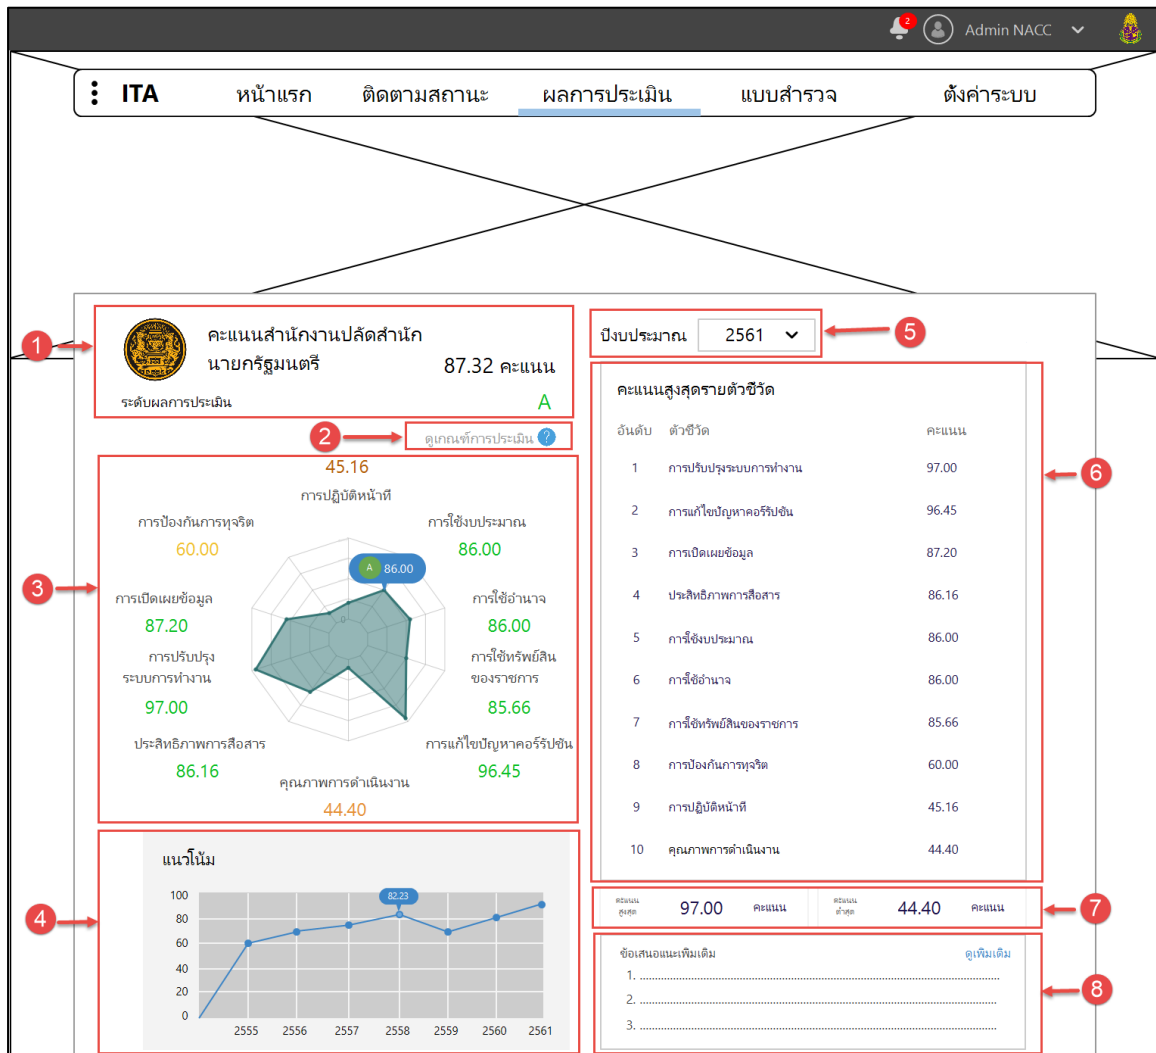 2
Admin NACC
ITA
หน้าแรก
ติดตามสถานะ
ผลการประเมิน
แบบสำรวจ
ตั้งค่าระบบ
1
คะแนนสำนักงานปลัดสำนัก
นายกรัฐมนตรี
87.32 คะแนน
ระดับผลการประเมิน
A
2
ดูเกณฑ์การประเมิน ?
3
45.16
การปฏิบัติหน้าที่
การป้องกันการทุจริต
60.00
การใช้งบประมาณ
86.00
A 86.00
การเปิดเผยข้อมูล
87.20
0
การใช้อำนาจ
86.00
การปรับปรุง
ระบบการทำงาน
97.00
การใช้ทรัพย์สิน
ของราชการ
85.66
ประสิทธิภาพการสื่อสาร
86.16
การแก้ไขปัญหาคอร์รัปชัน
96.45
คุณภาพการดำเนินงาน
44.40
4
แนวโน้ม
100
80
60
40
20
0
82.23
2555 2556 2557 2558 2559 2560 2561
ปีงบประมาณ
2561
5
6
คะแนนสูงสุดรายตัวชี้วัด
อันดับ ตัวชี้วัด คะแนน
1 การปรับปรุงระบบการทำงาน 97.00
2 การแก้ไขปัญหาคอร์รัปชัน 96.45
3 การเปิดเผยข้อมูล 87.20
4 ประสิทธิภาพการสื่อสาร 86.16
5 การใช้งบประมาณ 86.00
6 การใช้อำนาจ 86.00
7 การใช้ทรัพย์สินของราชการ 85.66
8 การป้องกันการทุจริต 60.00
9 การปฏิบัติหน้าที่ 45.16
10 คุณภาพการดำเนินงาน 44.40
คะแนน
สูงสุด
97.00 คะแนน
คะแนน
ต่ำสุด
44.40 คะแนน
7
ข้อเสนอแนะเพิ่มเติม
ดูเพิ่มเติม
1. ..........................................................................................
2. ..........................................................................................
3. ..........................................................................................
8